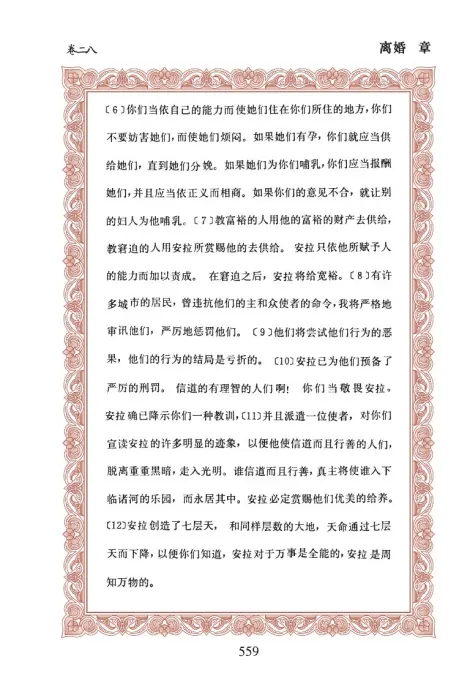 卷二八
离婚 章
〔6〕你们当依自己的能力而使她们住在你们所住的地方,你们
不要妨害她们,而使她们烦闷。如果她们有孕,你们就应当供
给她们,直到她们分娩。如果她们为你们哺乳,你们应当报酬
她们,并且应当依正义而相商。如果你们的意见不合,就让别
的妇人为他哺乳。〔7〕教富裕的人用他的富裕的财产去供给,
教窘迫的人用安拉所赏赐他的去供给。 安拉只依他所赋予人
的能力而加以责成。 在窘迫之后,安拉将给宽裕。〔8〕有许
多城市的居民,曾违抗他们的主和众使者的命令,我将严格地
审讯他们,严厉地惩罚他们。〔9〕他们将尝试他们行为的恶
果,他们的行为的结局是亏折的。〔10〕安拉已为他们预备了
严厉的刑罚。 信道的有理智的人们啊! 你们当敬畏安拉。
安拉确已降示你们一种教训,〔11〕并且派遣一位使者,对你们
宣读安拉的许多明显的迹象,以便他使信道而且行善的人们,
脱离重重黑暗,走入光明。谁信道而且行善,真主将使谁入下
临诸河的乐园,而永居其中。安拉必定赏赐他们优美的给养。
〔12〕安拉创造了七层天, 和同样层数的大地,天命通过七层
天而下降,以便你们知道,安拉对于万事是全能的,安拉是周
知万物的。
559